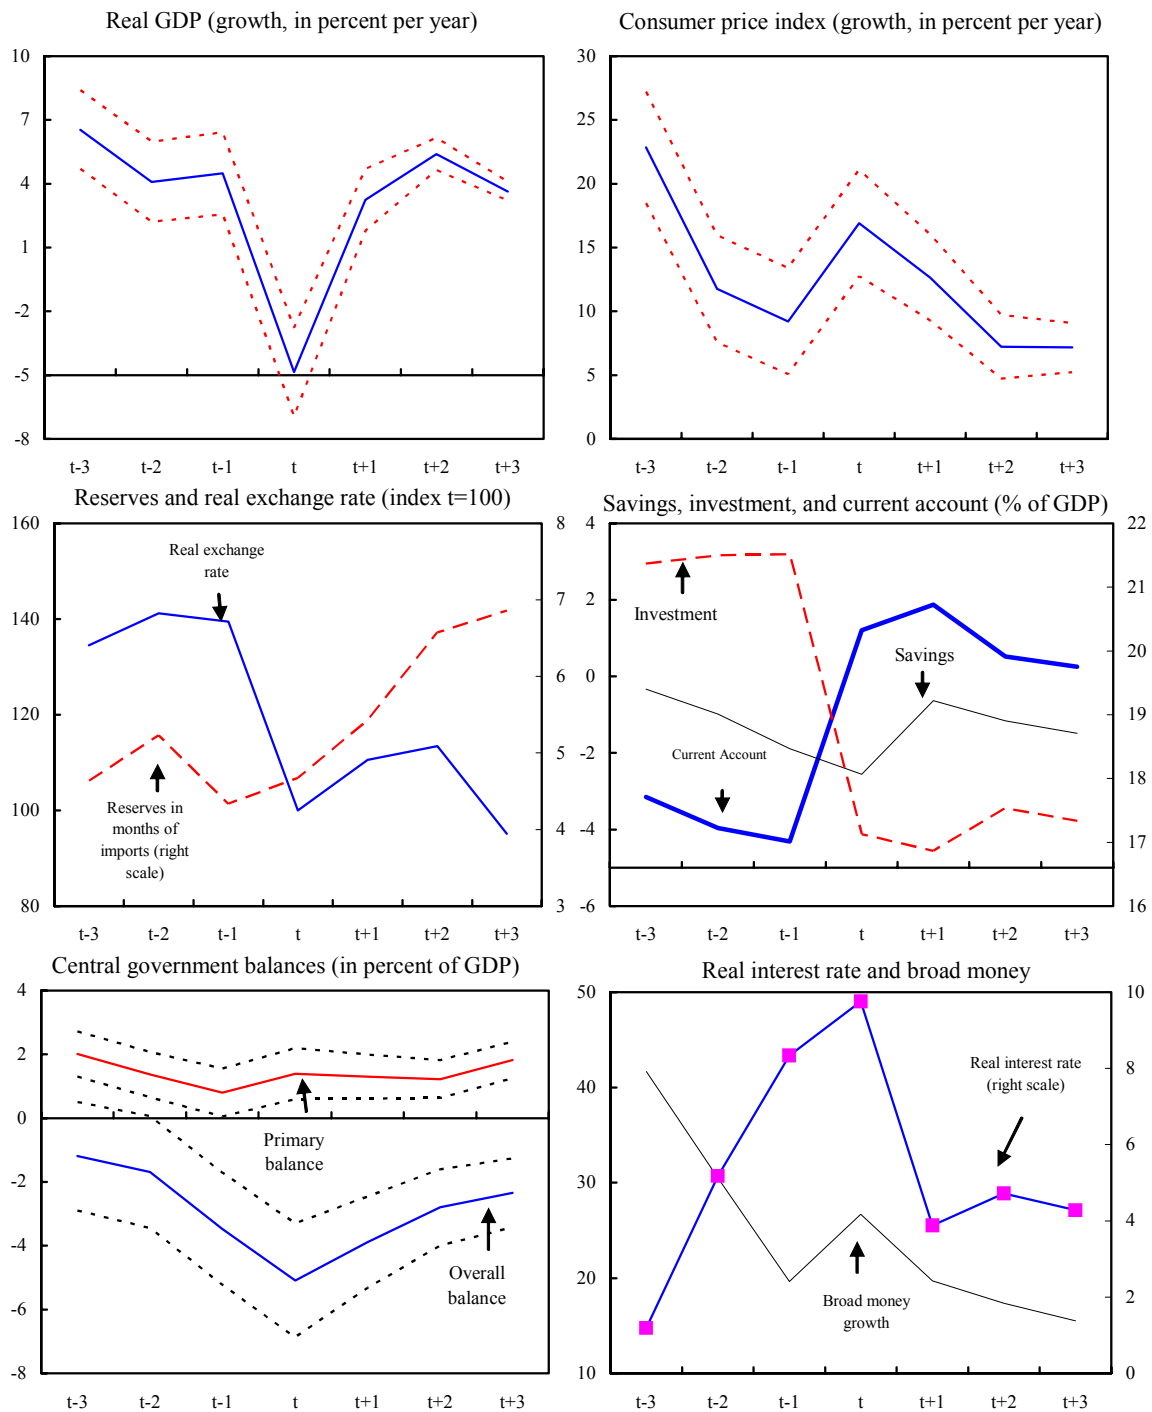 Real GDP (growth, in percent per year)
10
7
4
1
-2
-5
-8
t-3 t-2 t-1 t t+1 t+2 t+3
Consumer price index (growth, in percent per year)
30
25
20
15
10
5
0
t-3 t-2 t-1 t t+1 t+2 t+3
Reserves and real exchange rate (index t=100)
160
140
120
100
80
8
7
6
5
4
3
Real exchange
rate
Reserves in
months of
imports (right
scale)
t-3 t-2 t-1 t t+1 t+2 t+3
Savings, investment, and current account (% of GDP)
4
2
0
-2
-4
-6
22
21
20
19
18
17
16
Investment
Savings
Current Account
t-3 t-2 t-1 t t+1 t+2 t+3
Central government balances (in percent of GDP)
4
2
0
-2
-4
-6
-8
Primary
balance
Overall
balance
t-3 t-2 t-1 t t+1 t+2 t+3
Real interest rate and broad money
50
40
30
20
10
10
8
6
4
2
0
Real interest rate
(right scale)
Broad money
growth
t-3 t-2 t-1 t t+1 t+2 t+3